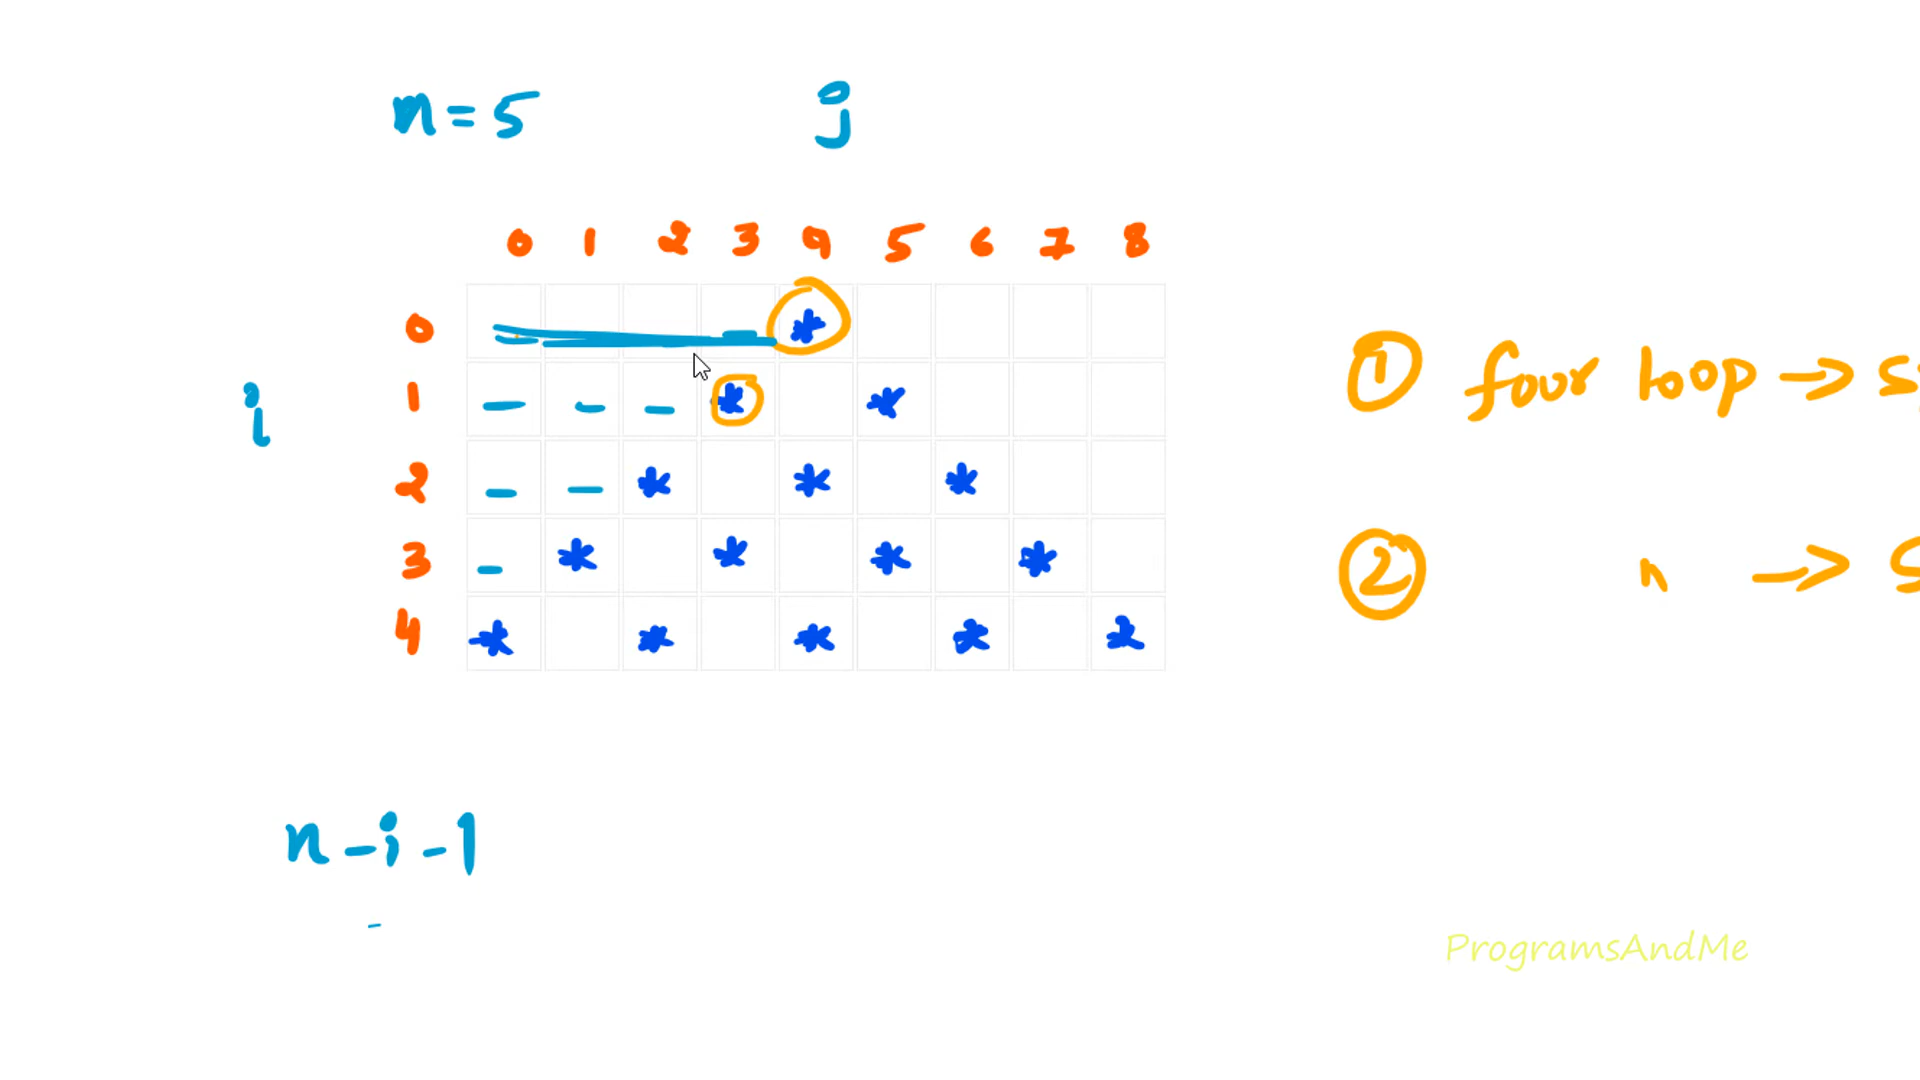 n=5 j
0 1 2 3 4 5 6 7 8
0 - - - - *
i 1 - - - * *
① four loop →
2 - - * * *
3 - * * * *
② n →
4 * * * * *
n-i-1
-
ProgramsAndMe